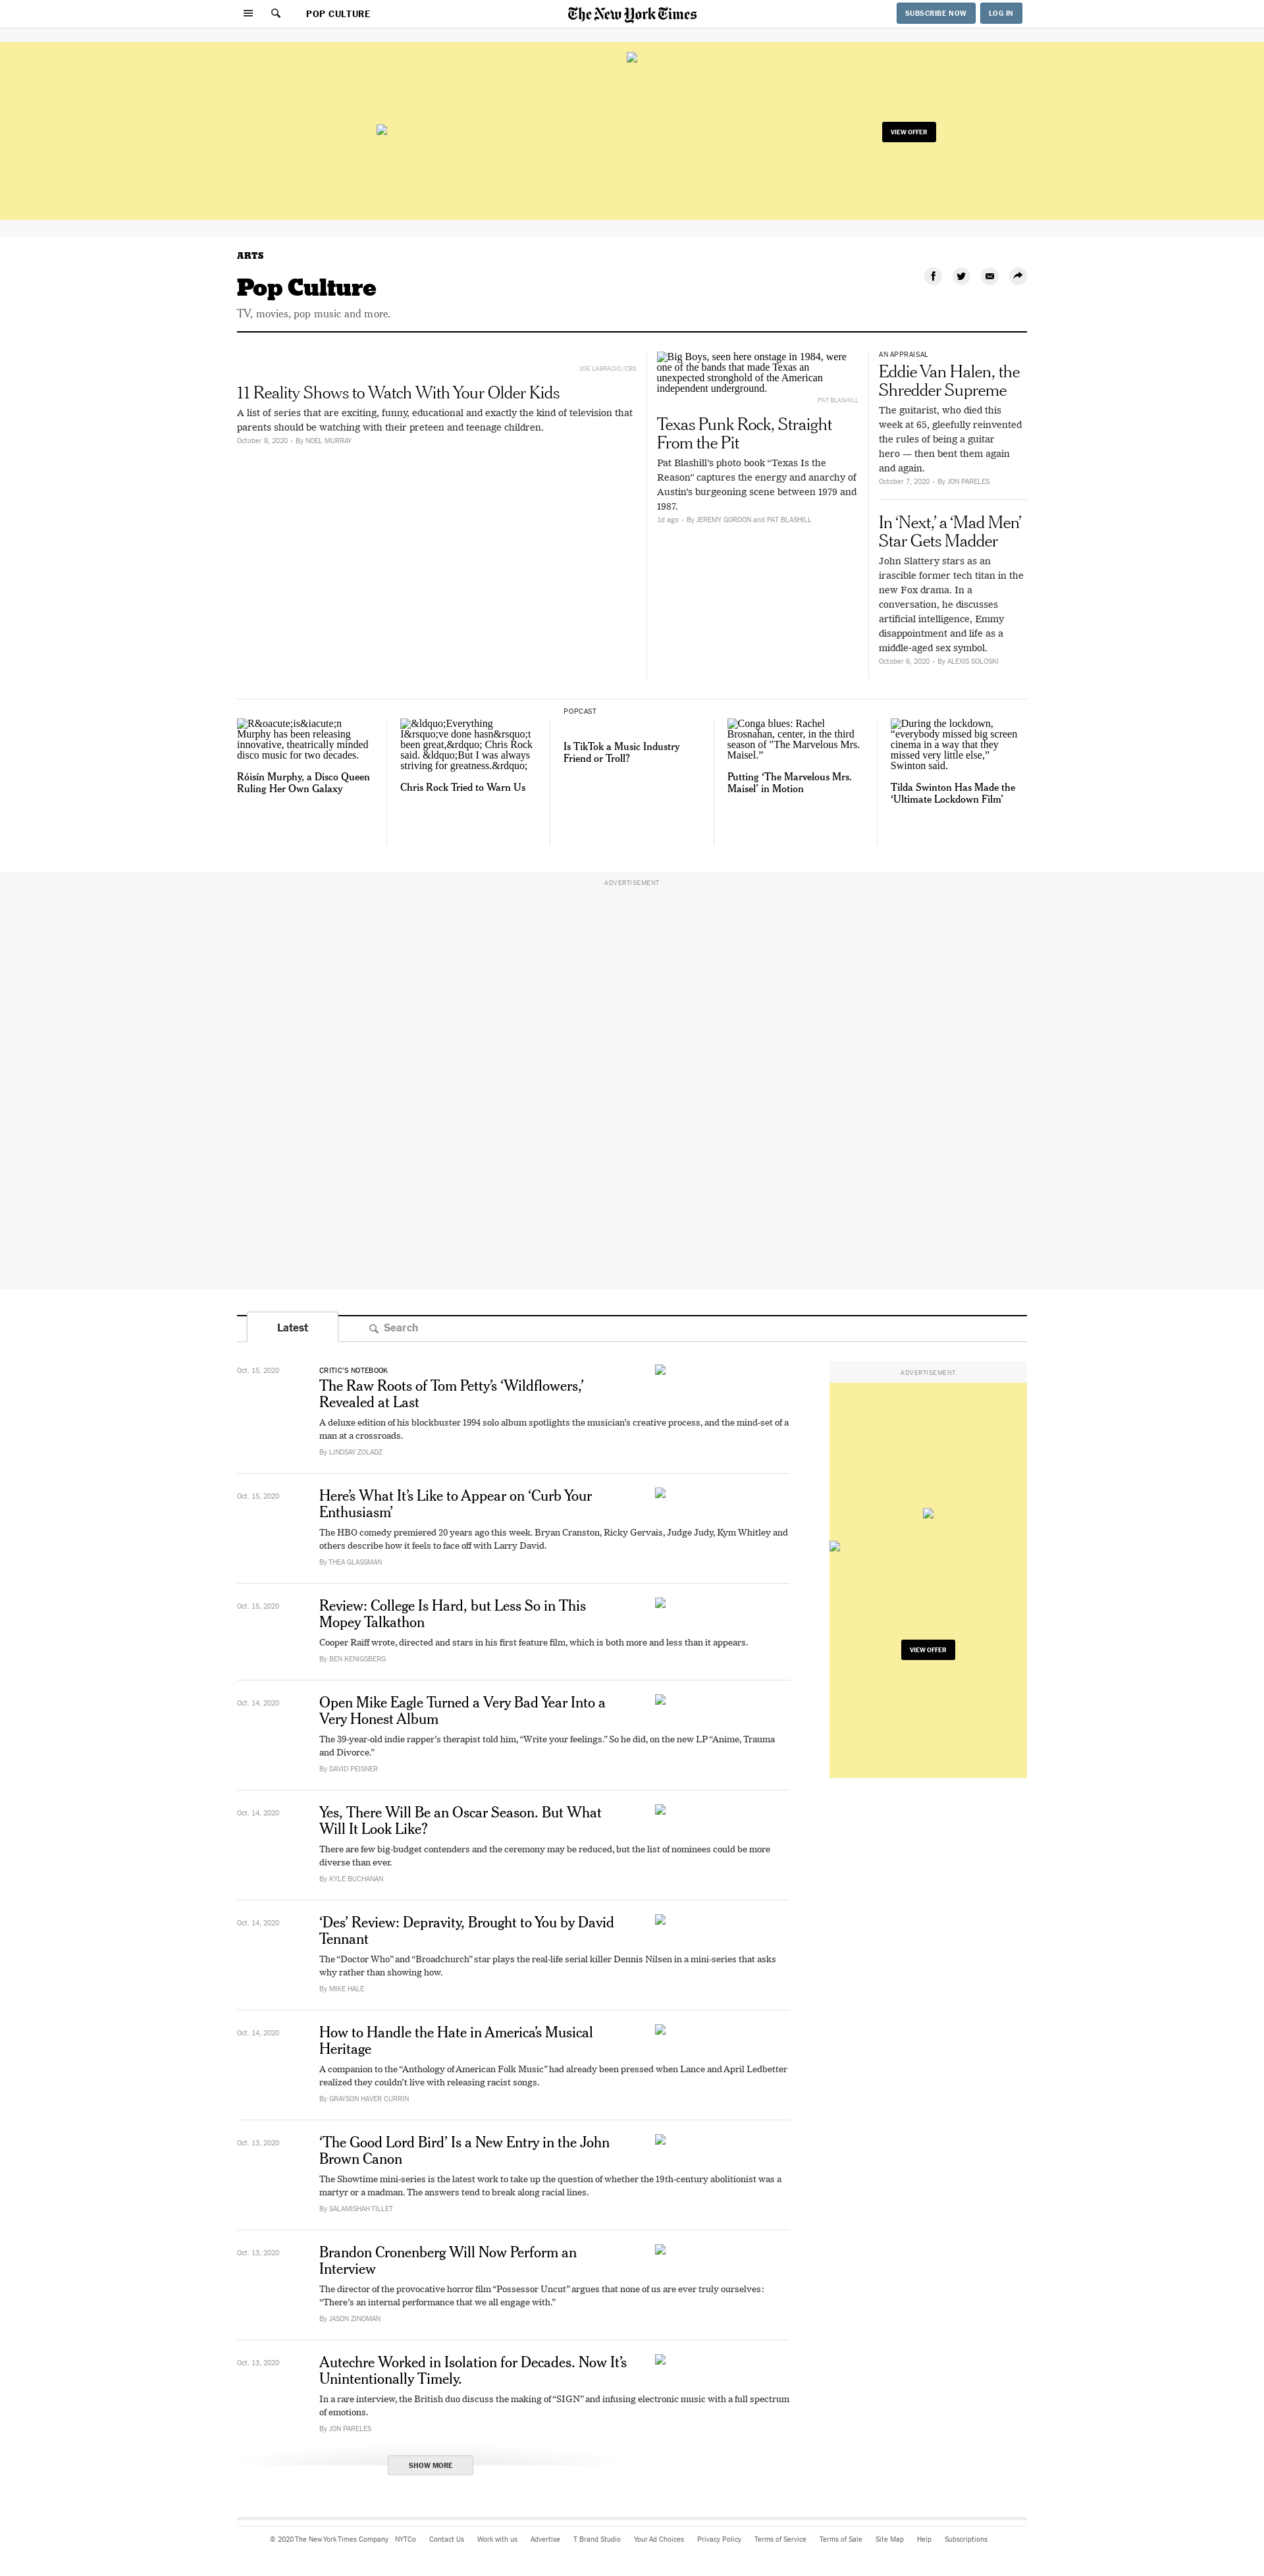 POP CULTURE
The New York Times
SUBSCRIBE NOW
LOG IN
VIEW OFFER
ARTS
Pop Culture
TV, movies, pop music and more.
JOE LABRACIO/CBS
11 Reality Shows to Watch With Your Older Kids
A list of series that are exciting, funny, educational and exactly the kind of television that
parents should be watching with their preteen and teenage children.
October 8, 2020 • By NOEL MURRAY
Big Boys, seen here onstage in 1984, were
one of the bands that made Texas an
unexpected stronghold of the American
independent underground.
PAT BLASHILL
Texas Punk Rock, Straight
From the Pit
Pat Blashill’s photo book “Texas Is the
Reason” captures the energy and anarchy of
Austin’s burgeoning scene between 1979 and
1987.
1d ago • By JEREMY GORDON and PAT BLASHILL
AN APPRAISAL
Eddie Van Halen, the
Shredder Supreme
The guitarist, who died this
week at 65, gleefully reinvented
the rules of being a guitar
hero — then bent them again
and again.
October 7, 2020 • By JON PARELES
In ‘Next,’ a ‘Mad Men’
Star Gets Madder
John Slattery stars as an
irascible former tech titan in the
new Fox drama. In a
conversation, he discusses
artificial intelligence, Emmy
disappointment and life as a
middle-aged sex symbol.
October 6, 2020 • By ALEXIS SOLOSKI
R&oacute;is&iacute;n
Murphy has been releasing
innovative, theatrically minded
disco music for two decades.
Róisín Murphy, a Disco Queen
Ruling Her Own Galaxy
&ldquo;Everything
I&rsquo;ve done hasn&rsquo;t
been great,&rdquo; Chris Rock
said. &ldquo;But I was always
striving for greatness.&rdquo;
Chris Rock Tried to Warn Us
POPCAST
Is TikTok a Music Industry
Friend or Troll?
Conga blues: Rachel
Brosnahan, center, in the third
season of "The Marvelous Mrs.
Maisel.”
Putting ‘The Marvelous Mrs.
Maisel’ in Motion
During the lockdown,
“everybody missed big screen
cinema in a way that they
missed very little else,”
Swinton said.
Tilda Swinton Has Made the
‘Ultimate Lockdown Film’
ADVERTISEMENT
Latest
Search
Oct. 15, 2020
CRITIC’S NOTEBOOK
The Raw Roots of Tom Petty’s ‘Wildflowers,’
Revealed at Last
A deluxe edition of his blockbuster 1994 solo album spotlights the musician’s creative process, and the mind-set of a
man at a crossroads.
By LINDSAY ZOLADZ
ADVERTISEMENT
VIEW OFFER
Oct. 15, 2020
Here’s What It’s Like to Appear on ‘Curb Your
Enthusiasm’
The HBO comedy premiered 20 years ago this week. Bryan Cranston, Ricky Gervais, Judge Judy, Kym Whitley and
others describe how it feels to face off with Larry David.
By THEA GLASSMAN
Oct. 15, 2020
Review: College Is Hard, but Less So in This
Mopey Talkathon
Cooper Raiff wrote, directed and stars in his first feature film, which is both more and less than it appears.
By BEN KENIGSBERG
Oct. 14, 2020
Open Mike Eagle Turned a Very Bad Year Into a
Very Honest Album
The 39-year-old indie rapper’s therapist told him, “Write your feelings.” So he did, on the new LP “Anime, Trauma
and Divorce.”
By DAVID PEISNER
Oct. 14, 2020
Yes, There Will Be an Oscar Season. But What
Will It Look Like?
There are few big-budget contenders and the ceremony may be reduced, but the list of nominees could be more
diverse than ever.
By KYLE BUCHANAN
Oct. 14, 2020
‘Des’ Review: Depravity, Brought to You by David
Tennant
The “Doctor Who” and “Broadchurch” star plays the real-life serial killer Dennis Nilsen in a mini-series that asks
why rather than showing how.
By MIKE HALE
Oct. 14, 2020
How to Handle the Hate in America’s Musical
Heritage
A companion to the “Anthology of American Folk Music” had already been pressed when Lance and April Ledbetter
realized they couldn’t live with releasing racist songs.
By GRAYSON HAVER CURRIN
Oct. 13, 2020
‘The Good Lord Bird’ Is a New Entry in the John
Brown Canon
The Showtime mini-series is the latest work to take up the question of whether the 19th-century abolitionist was a
martyr or a madman. The answers tend to break along racial lines.
By SALAMISHAH TILLET
Oct. 13, 2020
Brandon Cronenberg Will Now Perform an
Interview
The director of the provocative horror film “Possessor Uncut” argues that none of us are ever truly ourselves:
“There’s an internal performance that we all engage with.”
By JASON ZINOMAN
Oct. 13, 2020
Autechre Worked in Isolation for Decades. Now It’s
Unintentionally Timely.
In a rare interview, the British duo discuss the making of “SIGN” and infusing electronic music with a full spectrum
of emotions.
By JON PARELES
SHOW MORE
© 2020 The New York Times Company NYTCo Contact Us Work with us Advertise T Brand Studio Your Ad Choices Privacy Policy Terms of Service Terms of Sale Site Map Help Subscriptions